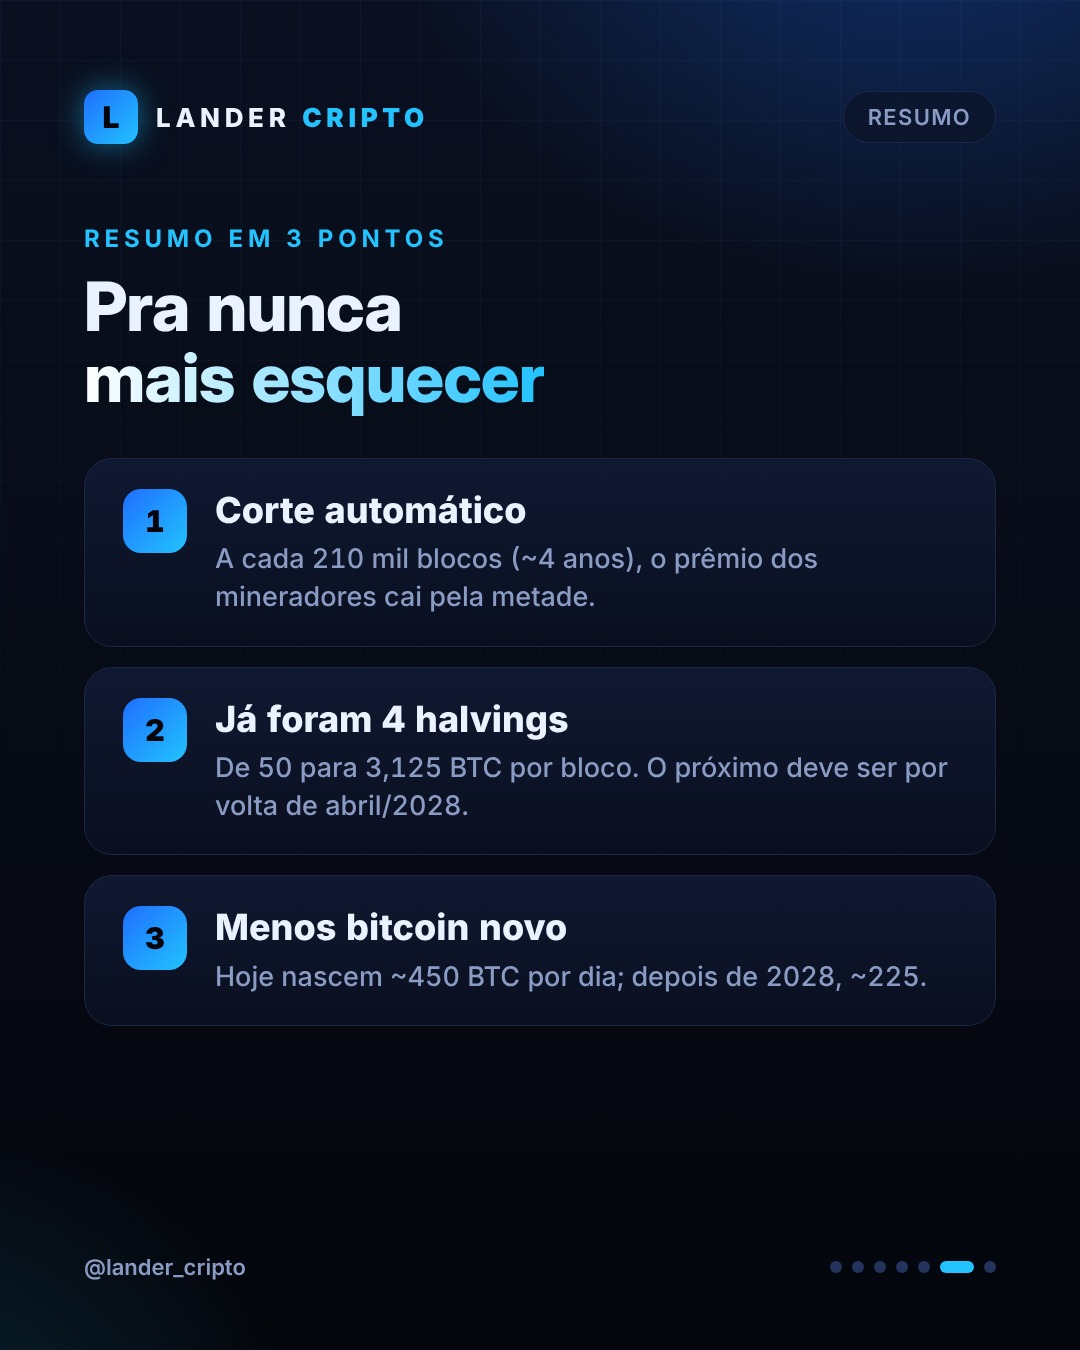 L LANDER CRIPTO
RESUMO
RESUMO EM 3 PONTOS
Pra nunca
mais esquecer
1 Corte automático
A cada 210 mil blocos (~4 anos), o prêmio dos
mineradores cai pela metade.
2 Já foram 4 halvings
De 50 para 3,125 BTC por bloco. O próximo deve ser por
volta de abril/2028.
3 Menos bitcoin novo
Hoje nascem ~450 BTC por dia; depois de 2028, ~225.
@lander_cripto